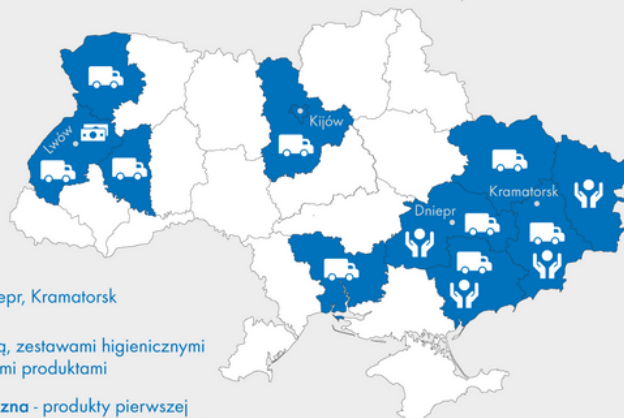 Kijów
Lwów
Kramatorsk
Dniepr
epr, Kramatorsk
ą, zestawami higienicznymi
mi produktami
zna - produkty pierwszej